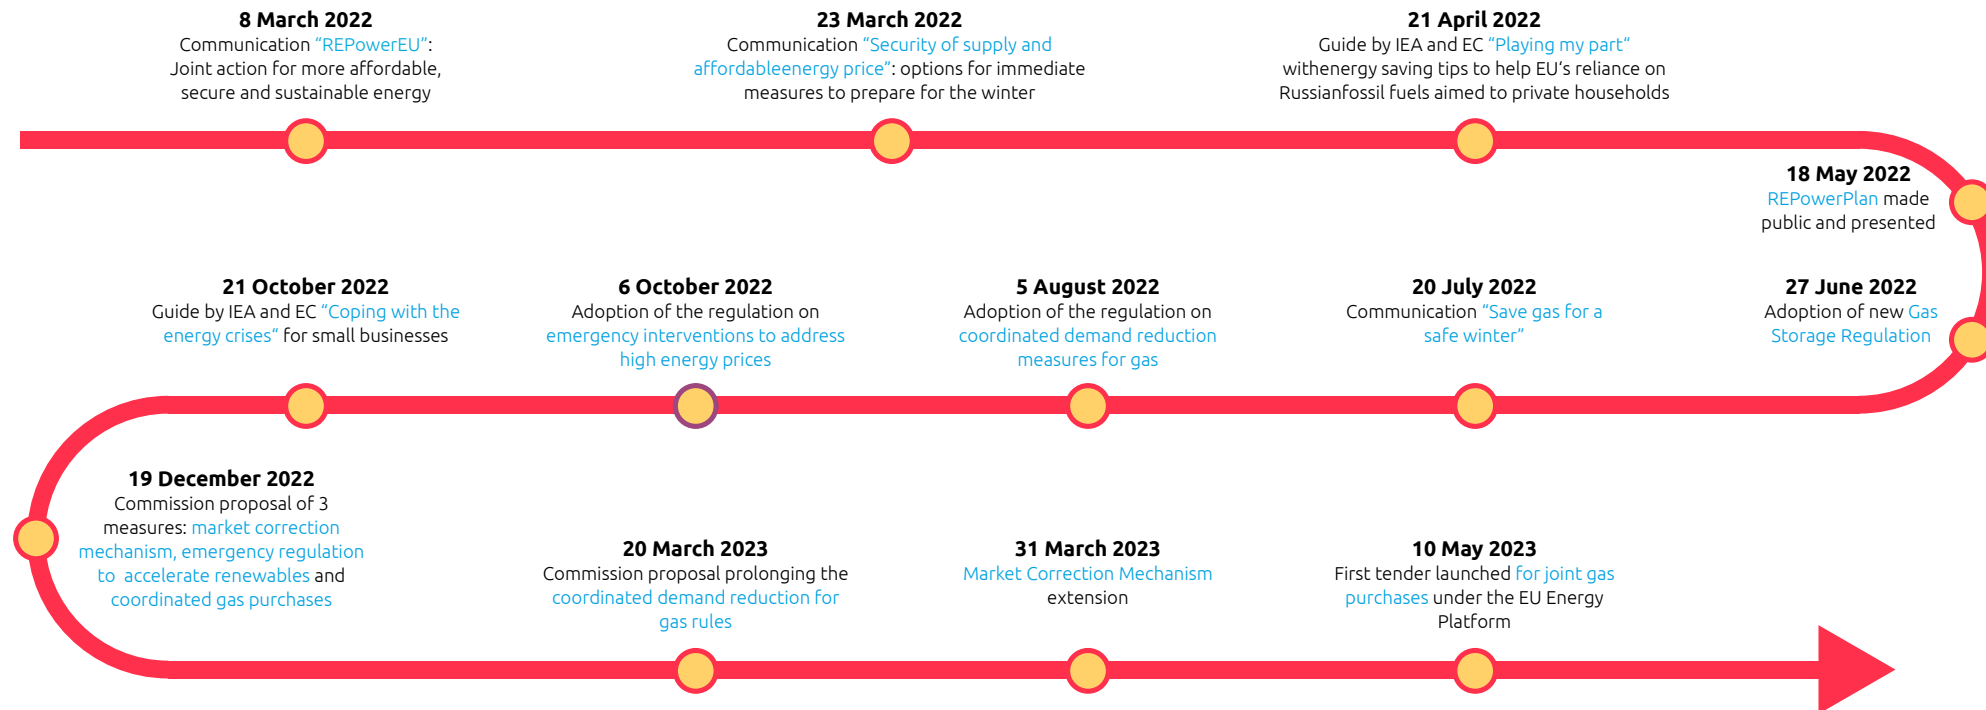 8 March 2022
Communication “REPowerEU”:
Joint action for more affordable,
secure and sustainable energy
23 March 2022
Communication “Security of supply and
affordableenergy price”: options for immediate
measures to prepare for the winter
21 April 2022
Guide by IEA and EC “Playing my part“
withenergy saving tips to help EU‘s reliance on
Russianfossil fuels aimed to private households
18 May 2022
REPowerPlan made
public and presented
27 June 2022
Adoption of new Gas
Storage Regulation
20 July 2022
Communication “Save gas for a
safe winter”
5 August 2022
Adoption of the regulation on
coordinated demand reduction
measures for gas
6 October 2022
Adoption of the regulation on
emergency interventions to address
high energy prices
21 October 2022
Guide by IEA and EC “Coping with the
energy crises“ for small businesses
19 December 2022
Commission proposal of 3
measures: market correction
mechanism, emergency regulation
to accelerate renewables and
coordinated gas purchases
20 March 2023
Commission proposal prolonging the
coordinated demand reduction for
gas rules
31 March 2023
Market Correction Mechanism
extension
10 May 2023
First tender launched for joint gas
purchases under the EU Energy
Platform